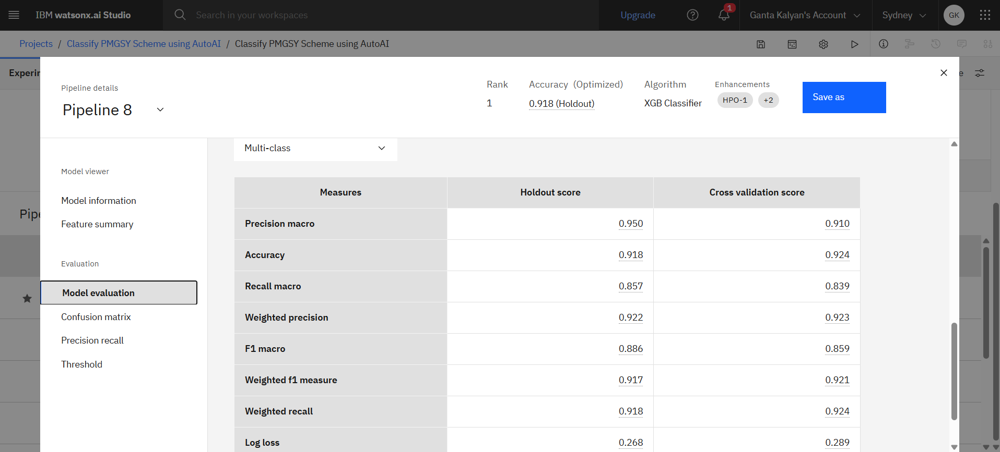 IBM watsonx.ai Studio
Search in your workspaces
Upgrade
1
Ganta Kalyan's Account
Sydney
GK
Projects / Classify PMGSY Scheme using AutoAI / Classify PMGSY Scheme using AutoAI
Pipeline details
Pipeline 8
Rank
1
Accuracy (Optimized)
0.918 (Holdout)
Algorithm
XGB Classifier
Enhancements
HPO-1 +2
Save as
Model viewer
Model information
Feature summary
Evaluation
Model evaluation
Confusion matrix
Precision recall
Threshold
Multi-class
Measures Holdout score Cross validation score
Precision macro 0.950 0.910
Accuracy 0.918 0.924
Recall macro 0.857 0.839
Weighted precision 0.922 0.923
F1 macro 0.886 0.859
Weighted f1 measure 0.917 0.921
Weighted recall 0.918 0.924
Log loss 0.268 0.289